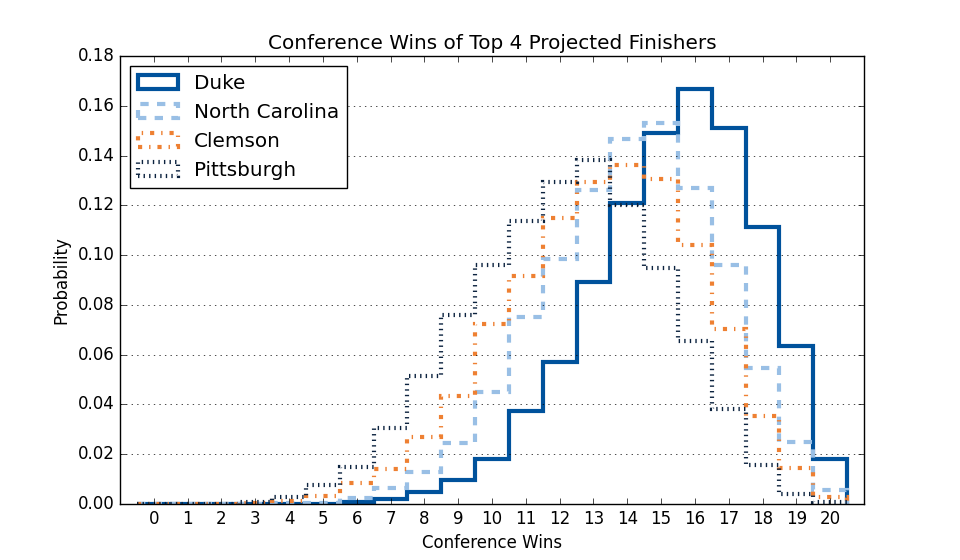 Conference Wins of Top 4 Projected Finishers
0.18
0.16
0.14
0.12
0.10
0.08
0.06
0.04
0.02
0.00
Probability
Duke
North Carolina
Clemson
Pittsburgh
0 1 2 3 4 5 6 7 8 9 10 11 12 13 14 15 16 17 18 19 20
Conference Wins